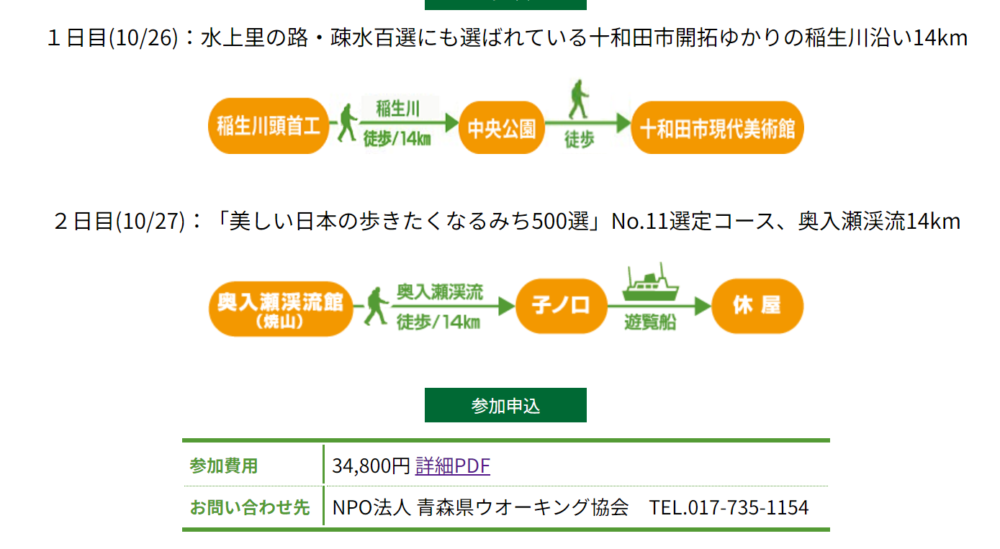 １日目(10/26)：水上里の路・疎水百選にも選ばれている十和田市開拓ゆかりの稲生川沿い14km
稲生川頭首工
稲生川
徒歩/14㎞
中央公園
徒歩
十和田市現代美術館
２日目(10/27)：「美しい日本の歩きたくなるみち500選」No.11選定コース、奥入瀬渓流14km
奥入瀬渓流館
（焼山）
奥入瀬渓流
徒歩/14㎞
子ノ口
遊覧船
休屋
参加申込
参加費用 34,800円 詳細PDF
お問い合わせ先 NPO法人 青森県ウオーキング協会　TEL.017-735-1154